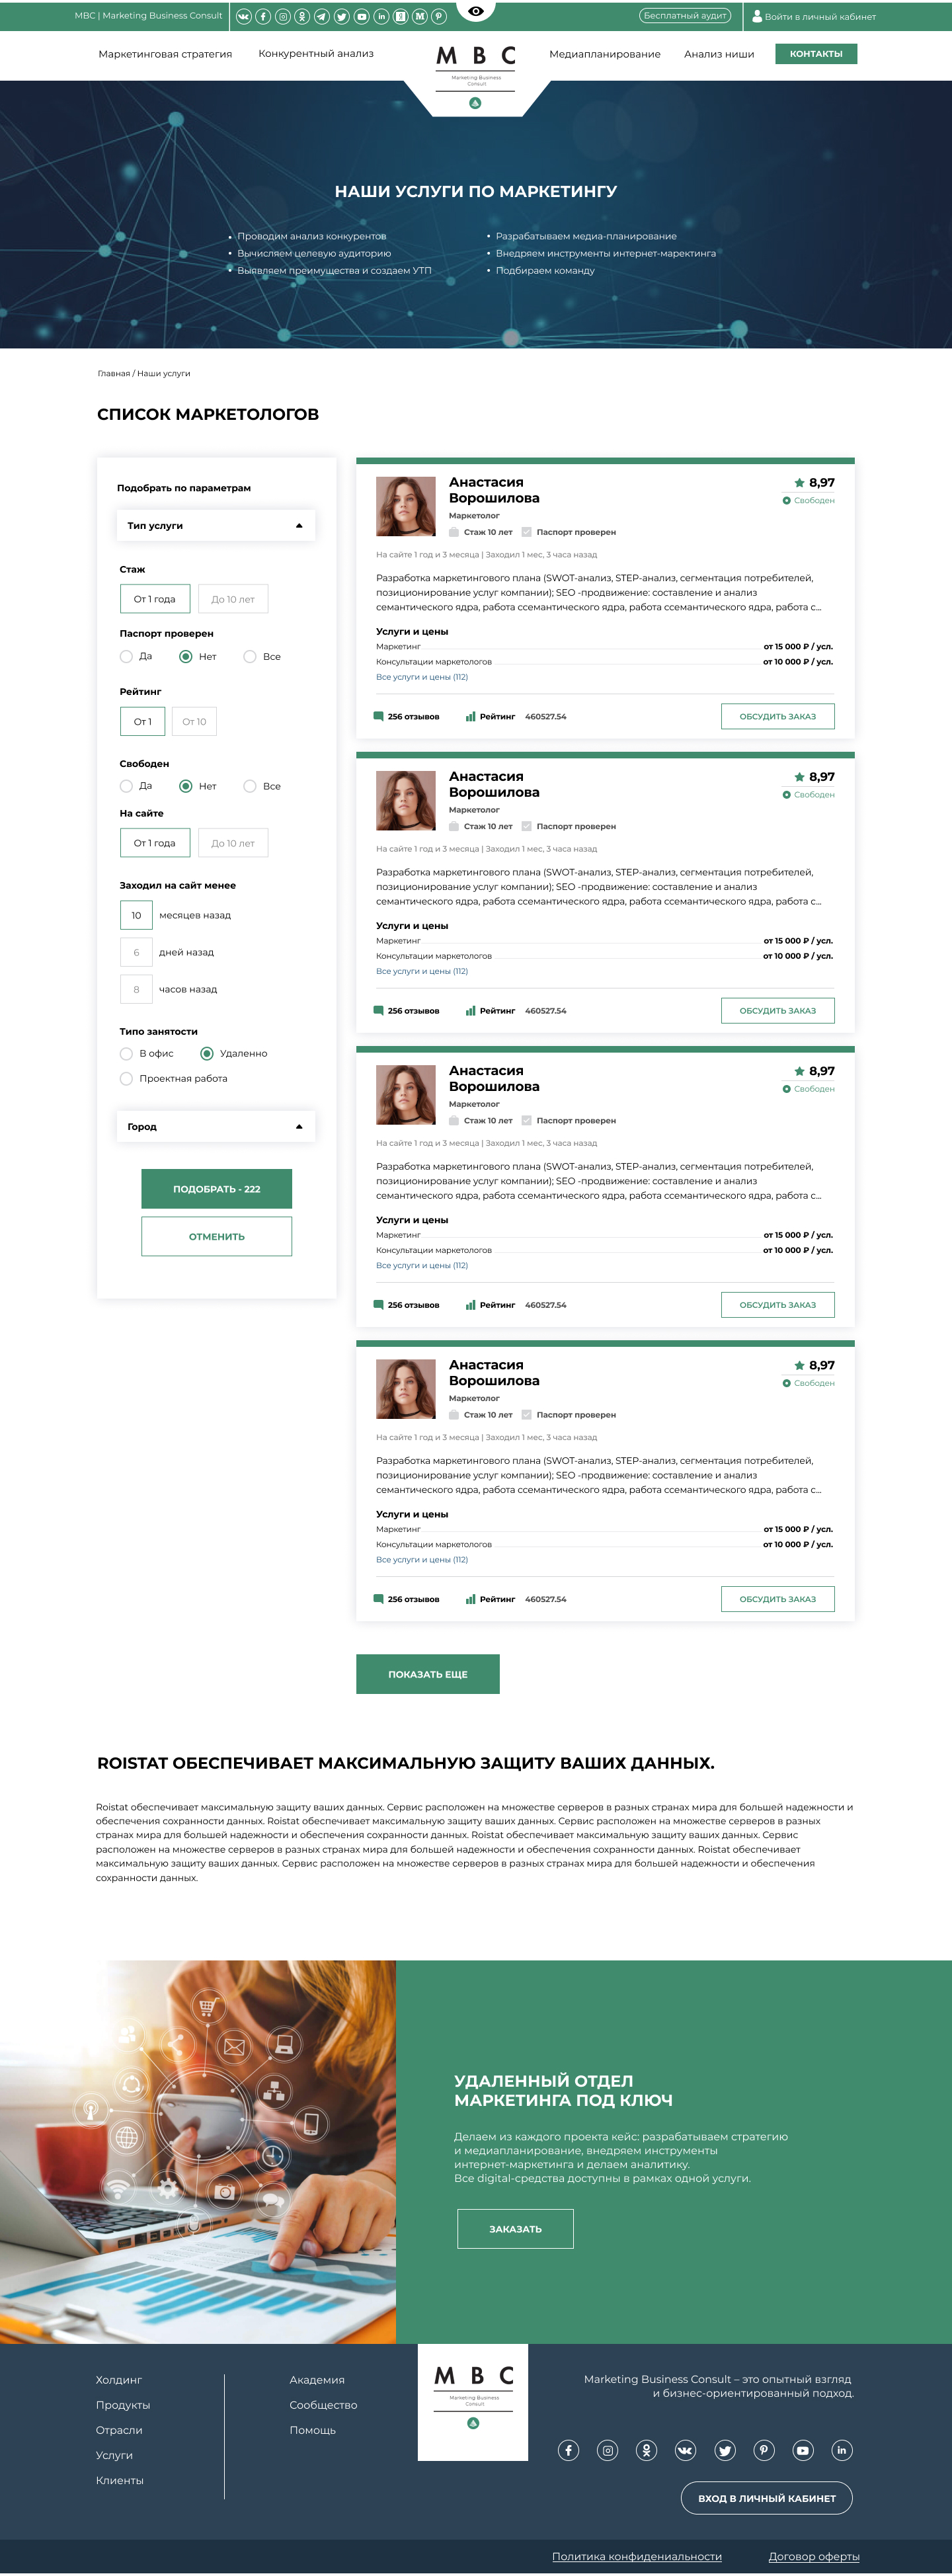 MBC | Marketing Business Consult
Бесплатный аудит
Войти в личный кабинет
Маркетинговая стратегия
Конкурентный анализ
MBC
Marketing Business
Consult
Медиапланирование
Анализ ниши
КОНТАКТЫ
НАШИ УСЛУГИ ПО МАРКЕТИНГУ
• Проводим анализ конкурентов
• Вычисляем целевую аудиторию
• Выявляем преимущества и создаем УТП
• Разрабатываем медиа-планирование
• Внедряем инструменты интернет-маректинга
• Подбираем команду
Главная / Наши услуги
СПИСОК МАРКЕТОЛОГОВ
Подобрать по параметрам
Тип услуги
Стаж
От 1 года До 10 лет
Паспорт проверен
Да Нет Все
Рейтинг
От 1 От 10
Свободен
Да Нет Все
На сайте
От 1 года До 10 лет
Заходил на сайт менее
10 месяцев назад
6 дней назад
8 часов назад
Типо занятости
В офис Удаленно
Проектная работа
Город
ПОДОБРАТЬ - 222
ОТМЕНИТЬ
Анастасия
Ворошилова
8,97
Свободен
Маркетолог
Стаж 10 лет Паспорт проверен
На сайте 1 год и 3 месяца | Заходил 1 мес, 3 часа назад
Разработка маркетингового плана (SWOT-анализ, STEP-анализ, сегментация потребителей,
позиционирование услуг компании); SEO -продвижение: составление и анализ
семантического ядра, работа ссемантического ядра, работа ссемантического ядра, работа с...
Услуги и цены
Маркетинг от 15 000 ₽ / усл.
Консультации маркетологов от 10 000 ₽ / усл.
Все услуги и цены (112)
256 отзывов Рейтинг 460527.54 ОБСУДИТЬ ЗАКАЗ
Анастасия
Ворошилова
8,97
Свободен
Маркетолог
Стаж 10 лет Паспорт проверен
На сайте 1 год и 3 месяца | Заходил 1 мес, 3 часа назад
Разработка маркетингового плана (SWOT-анализ, STEP-анализ, сегментация потребителей,
позиционирование услуг компании); SEO -продвижение: составление и анализ
семантического ядра, работа ссемантического ядра, работа ссемантического ядра, работа с...
Услуги и цены
Маркетинг от 15 000 ₽ / усл.
Консультации маркетологов от 10 000 ₽ / усл.
Все услуги и цены (112)
256 отзывов Рейтинг 460527.54 ОБСУДИТЬ ЗАКАЗ
Анастасия
Ворошилова
8,97
Свободен
Маркетолог
Стаж 10 лет Паспорт проверен
На сайте 1 год и 3 месяца | Заходил 1 мес, 3 часа назад
Разработка маркетингового плана (SWOT-анализ, STEP-анализ, сегментация потребителей,
позиционирование услуг компании); SEO -продвижение: составление и анализ
семантического ядра, работа ссемантического ядра, работа ссемантического ядра, работа с...
Услуги и цены
Маркетинг от 15 000 ₽ / усл.
Консультации маркетологов от 10 000 ₽ / усл.
Все услуги и цены (112)
256 отзывов Рейтинг 460527.54 ОБСУДИТЬ ЗАКАЗ
Анастасия
Ворошилова
8,97
Свободен
Маркетолог
Стаж 10 лет Паспорт проверен
На сайте 1 год и 3 месяца | Заходил 1 мес, 3 часа назад
Разработка маркетингового плана (SWOT-анализ, STEP-анализ, сегментация потребителей,
позиционирование услуг компании); SEO -продвижение: составление и анализ
семантического ядра, работа ссемантического ядра, работа ссемантического ядра, работа с...
Услуги и цены
Маркетинг от 15 000 ₽ / усл.
Консультации маркетологов от 10 000 ₽ / усл.
Все услуги и цены (112)
256 отзывов Рейтинг 460527.54 ОБСУДИТЬ ЗАКАЗ
ПОКАЗАТЬ ЕЩЕ
ROISTAT ОБЕСПЕЧИВАЕТ МАКСИМАЛЬНУЮ ЗАЩИТУ ВАШИХ ДАННЫХ.
Roistat обеспечивает максимальную защиту ваших данных. Сервис расположен на множестве серверов в разных странах мира для большей надежности и
обеспечения сохранности данных. Roistat обеспечивает максимальную защиту ваших данных. Сервис расположен на множестве серверов в разных
странах мира для большей надежности и обеспечения сохранности данных. Roistat обеспечивает максимальную защиту ваших данных. Сервис
расположен на множестве серверов в разных странах мира для большей надежности и обеспечения сохранности данных. Roistat обеспечивает
максимальную защиту ваших данных. Сервис расположен на множестве серверов в разных странах мира для большей надежности и обеспечения
сохранности данных.
УДАЛЕННЫЙ ОТДЕЛ
МАРКЕТИНГА ПОД КЛЮЧ
Делаем из каждого проекта кейс: разрабатываем стратегию
и медиапланирование, внедряем инструменты
интернет-маркетинга и делаем аналитику.
Все digital-средства доступны в рамках одной услуги.
ЗАКАЗАТЬ
Холдинг
Продукты
Отрасли
Услуги
Клиенты
Академия
Сообщество
Помощь
MBC
Marketing Business
Consult
Marketing Business Consult – это опытный взгляд
и бизнес-ориентированный подход.
ВХОД В ЛИЧНЫЙ КАБИНЕТ
Политика конфидениальности
Договор оферты